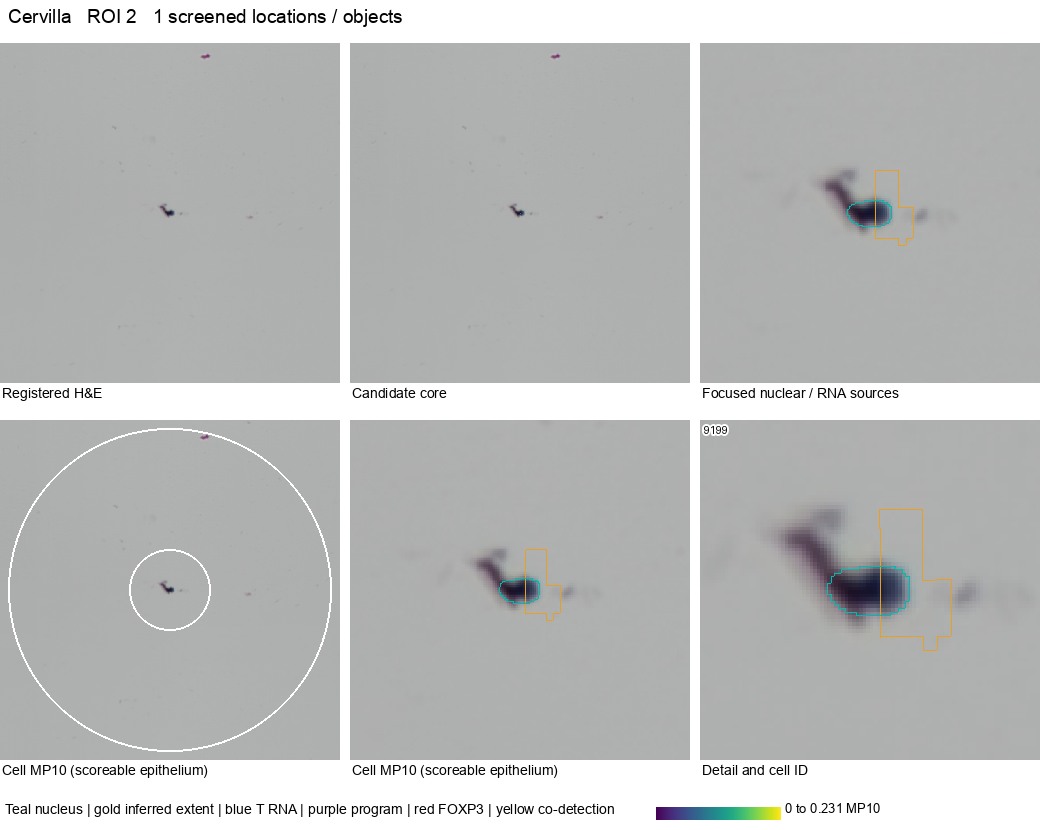 Cervilla ROI 2 1 screened locations / objects
Registered H&E
Candidate core
Focused nuclear / RNA sources
9199
Cell MP10 (scoreable epithelium)
Cell MP10 (scoreable epithelium)
Detail and cell ID
Teal nucleus | gold inferred extent | blue T RNA | purple program | red FOXP3 | yellow co-detection
0 to 0.231 MP10